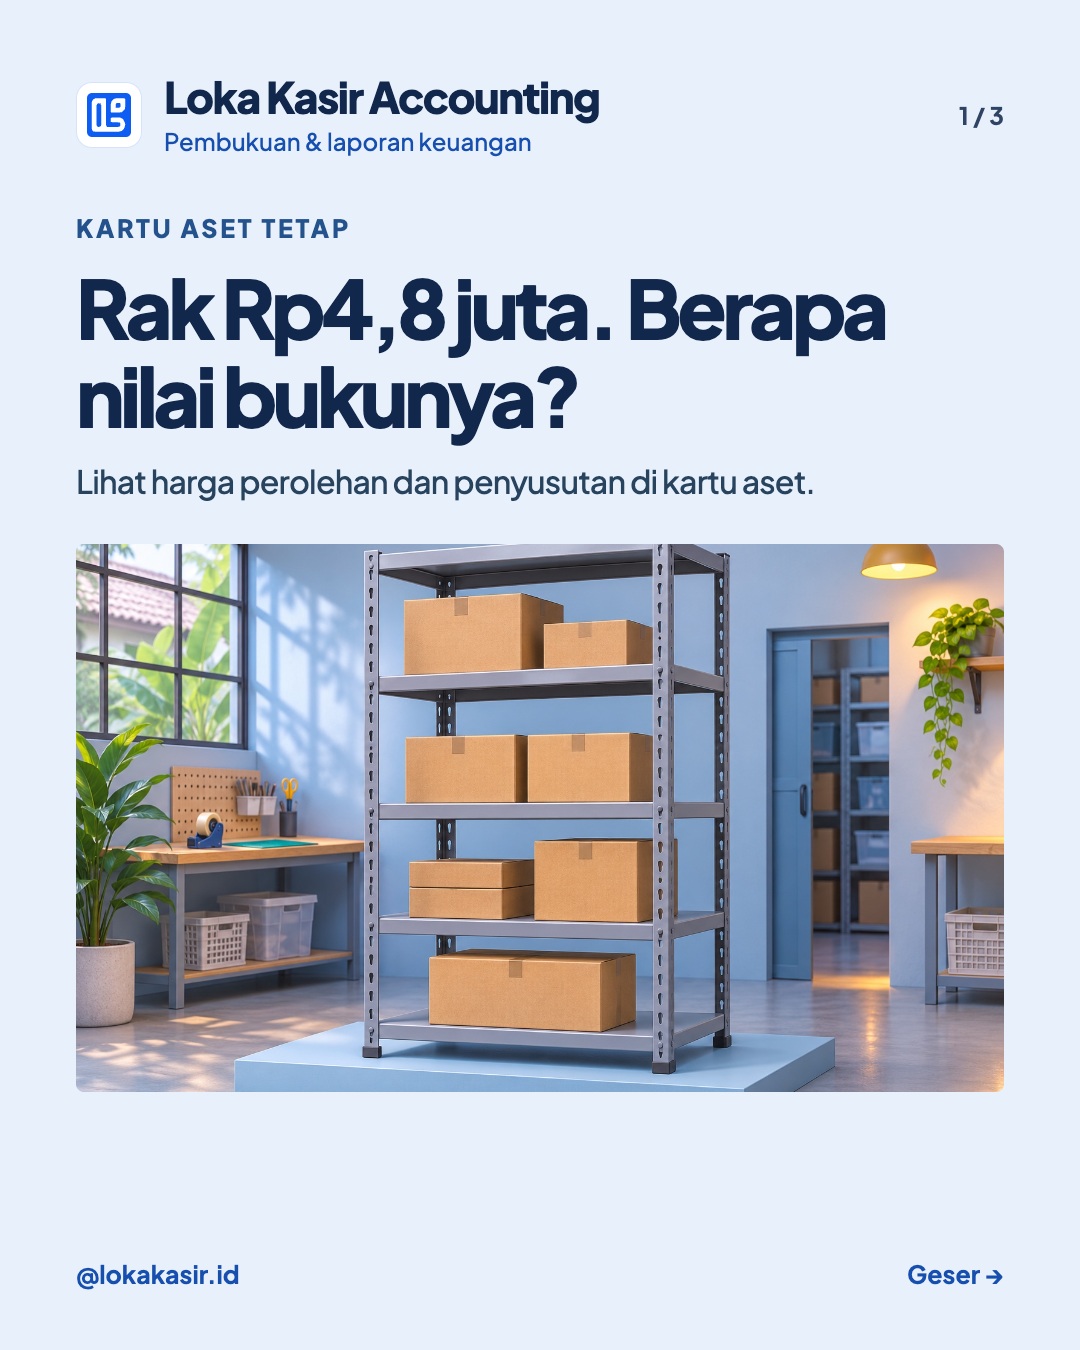 Loka Kasir Accounting
Pembukuan & laporan keuangan
1 / 3
KARTU ASET TETAP
Rak Rp4,8 juta. Berapa
nilai bukunya?
Lihat harga perolehan dan penyusutan di kartu aset.
@lokakasir.id
Geser →